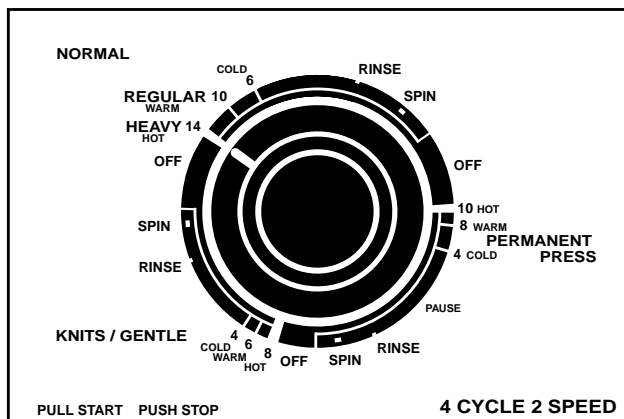 NORMAL
COLD
6
RINSE
REGULAR 10
WARM
SPIN
HEAVY 14
HOT
OFF
OFF
10 HOT
8 WARM
PERMANENT
PRESS
4 COLD
SPIN
RINSE
PAUSE
KNITS / GENTLE
4
COLD
6
WARM
8
HOT
OFF
SPIN
RINSE
PULL START PUSH STOP
4 CYCLE 2 SPEED